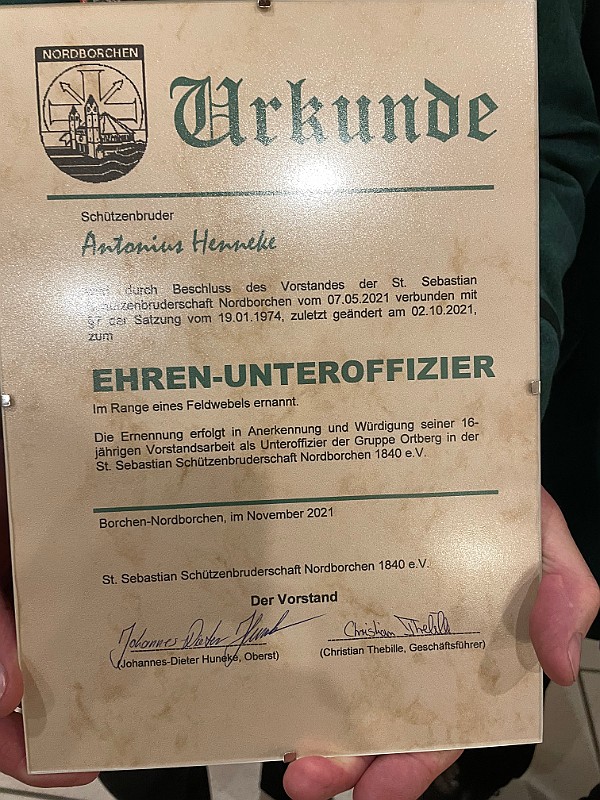 NORDBORCHEN
Urkunde
Schützenbruder
Antonius Henneke
durch Beschluss des Vorstandes der St. Sebastian
Schützenbruderschaft Nordborchen vom 07.05.2021 verbunden mit
der Satzung vom 19.01.1974, zuletzt geändert am 02.10.2021,
zum
EHREN-UNTEROFFIZIER
Im Range eines Feldwebels ernannt.
Die Ernennung erfolgt in Anerkennung und Würdigung seiner 16-
jährigen Vorstandsarbeit als Unteroffizier der Gruppe Ortberg in der
St. Sebastian Schützenbruderschaft Nordborchen 1840 e.V.
Borchen-Nordborchen, im November 2021
St. Sebastian Schützenbruderschaft Nordborchen 1840 e.V.
Der Vorstand
Johannes Dieter Huneke Christian Thebille
(Johannes-Dieter Huneke, Oberst) (Christian Thebille, Geschäftsführer)